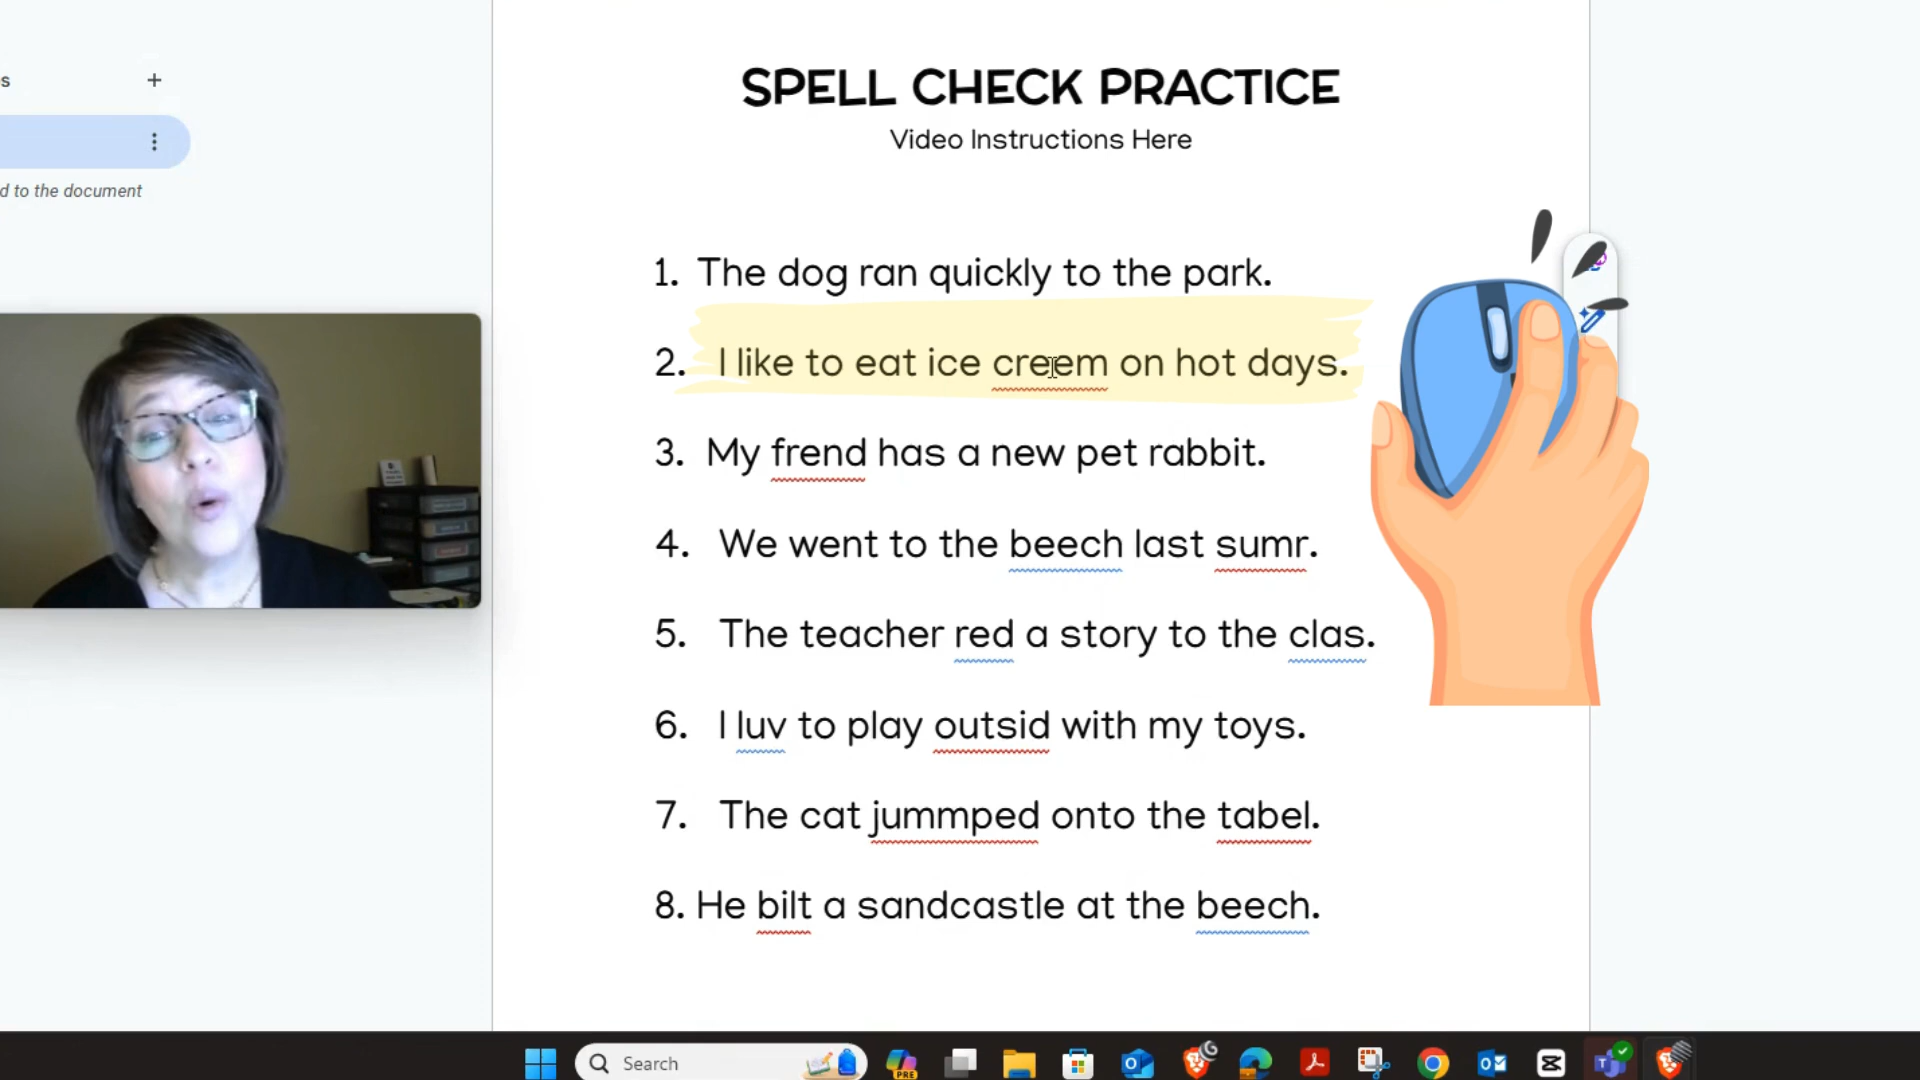 s
d to the document
SPELL CHECK PRACTICE
Video Instructions Here
1. The dog ran quickly to the park.
2. I like to eat ice creem on hot days.
3. My frend has a new pet rabbit.
4. We went to the beech last sumr.
5. The teacher red a story to the clas.
6. I luv to play outsid with my toys.
7. The cat jummped onto the tabel.
8. He bilt a sandcastle at the beech.
Search
PRE